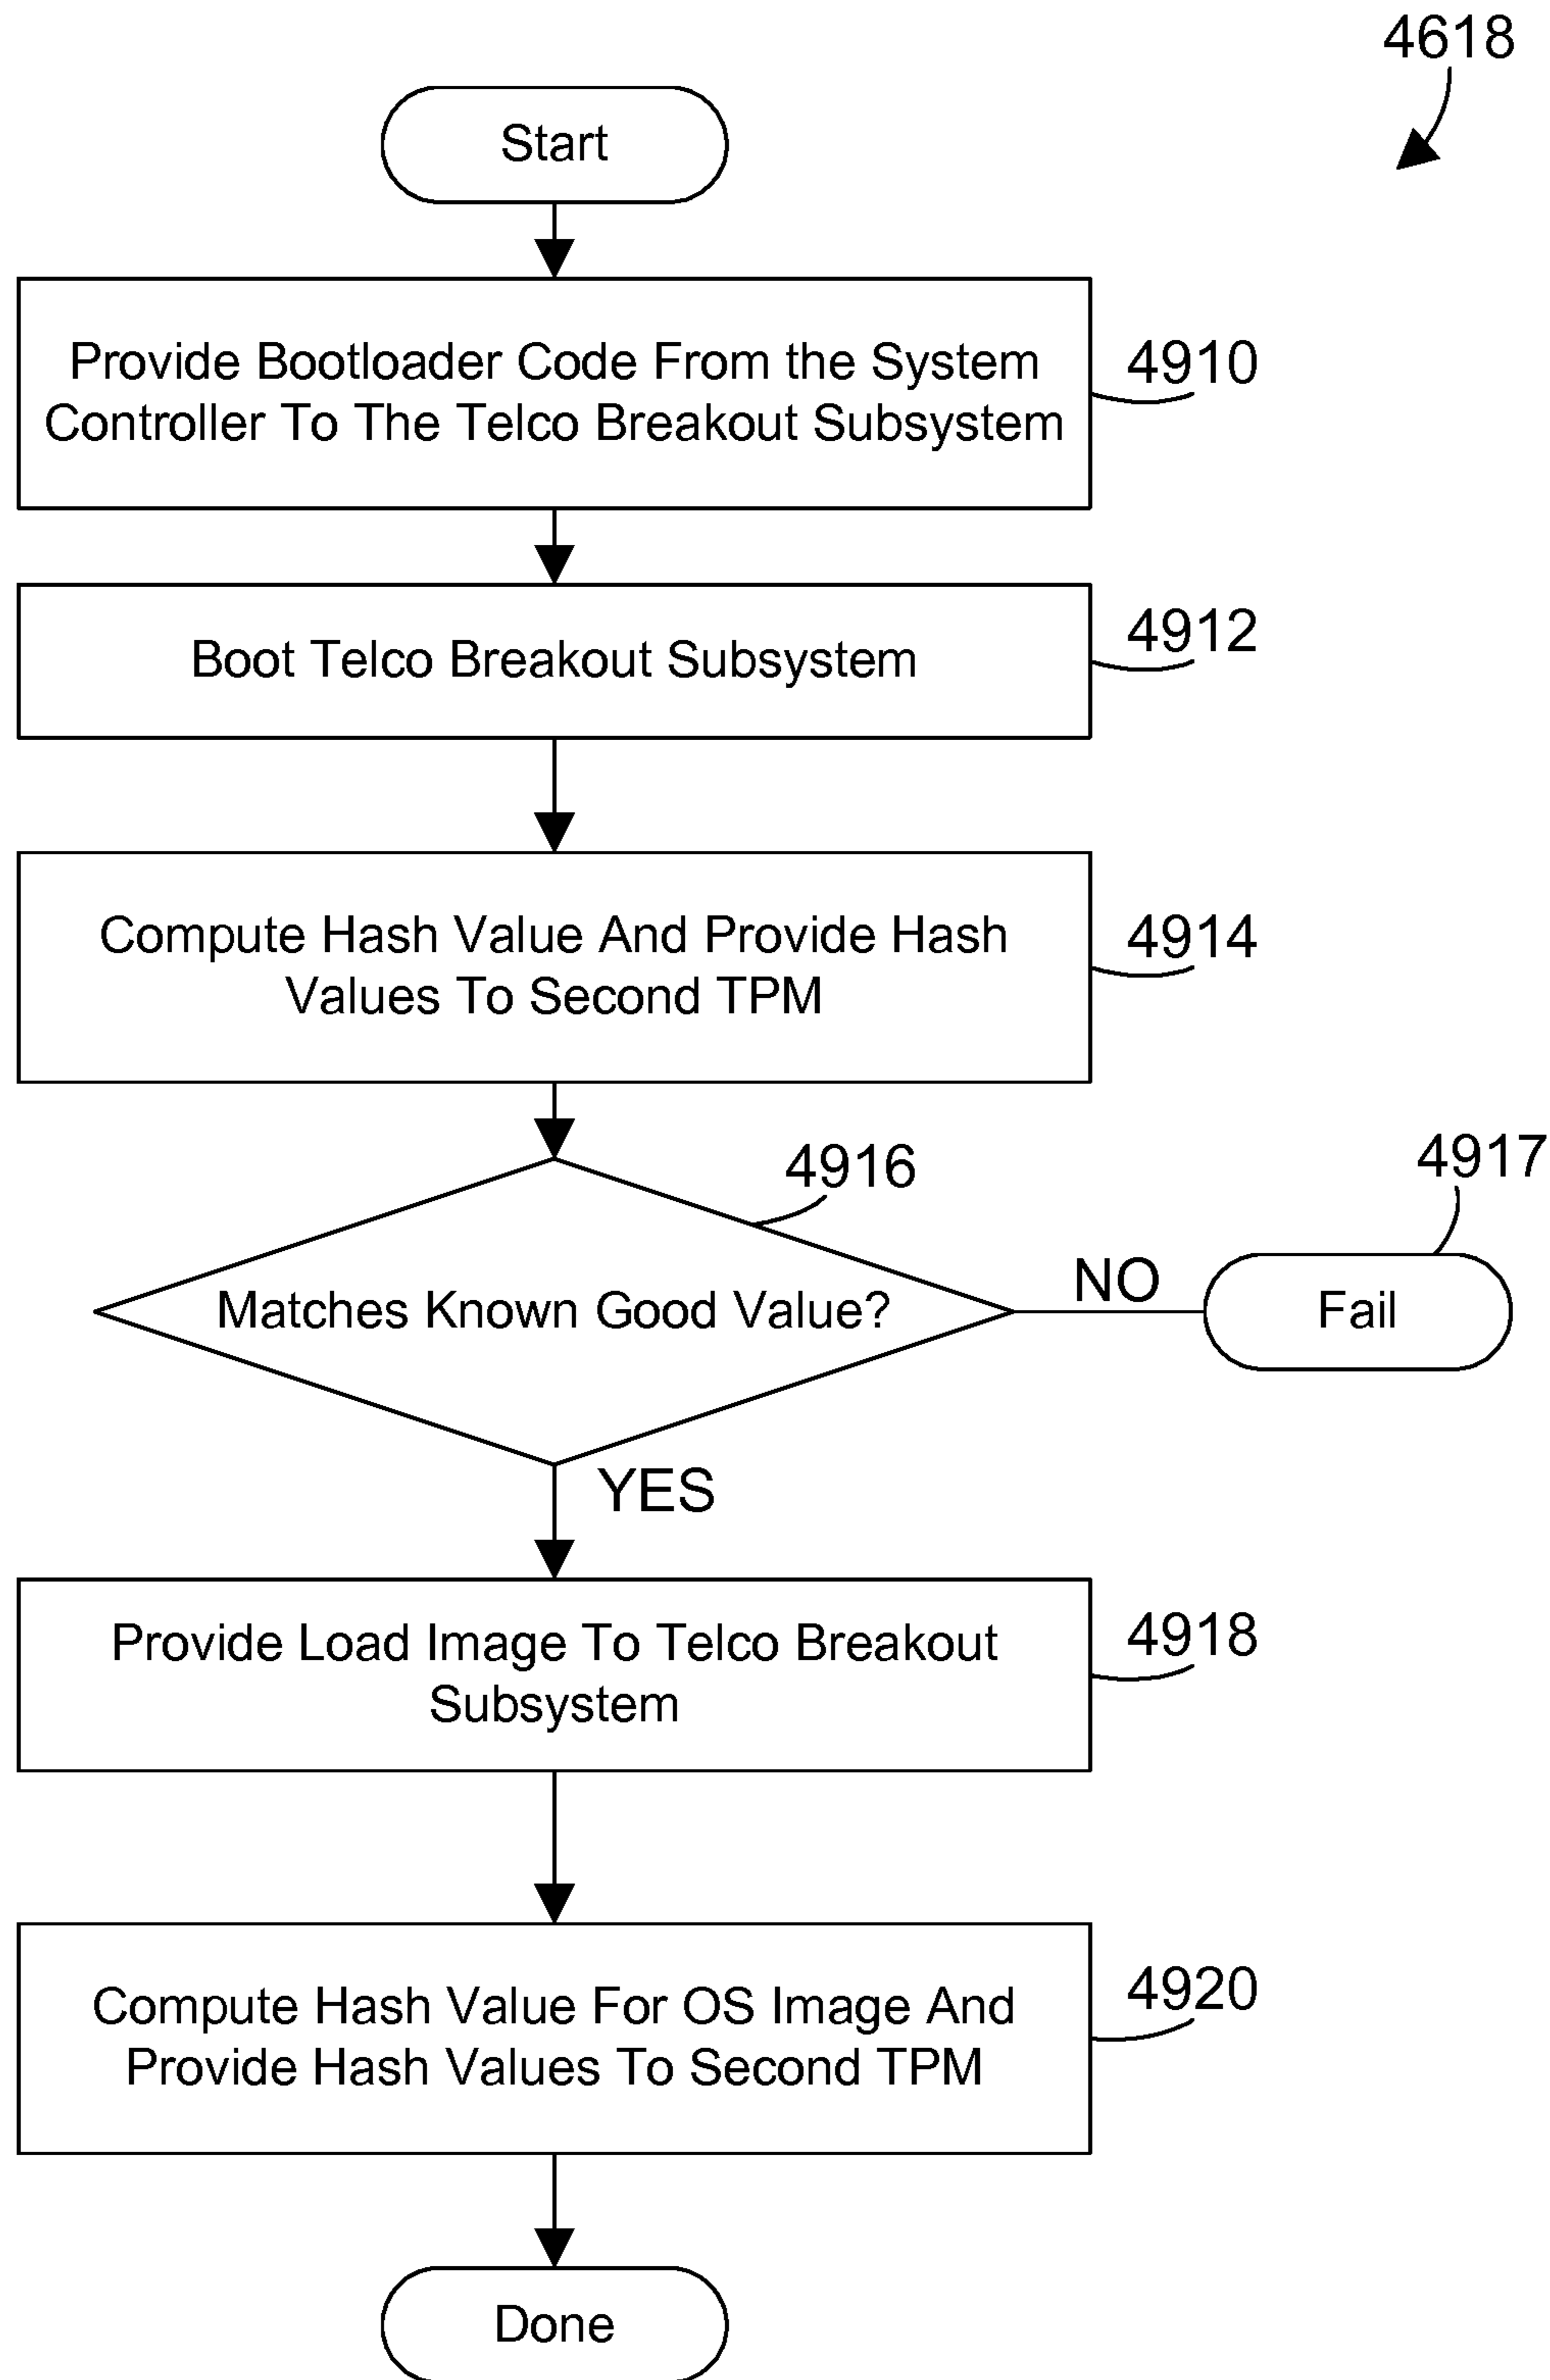 4618
Start
Provide Bootloader Code From the System
Controller To The Telco Breakout Subsystem
4910
Boot Telco Breakout Subsystem
4912
Compute Hash Value And Provide Hash
Values To Second TPM
4914
4916
Matches Known Good Value?
NO
4917
Fail
YES
Provide Load Image To Telco Breakout
Subsystem
4918
Compute Hash Value For OS Image And
Provide Hash Values To Second TPM
4920
Done